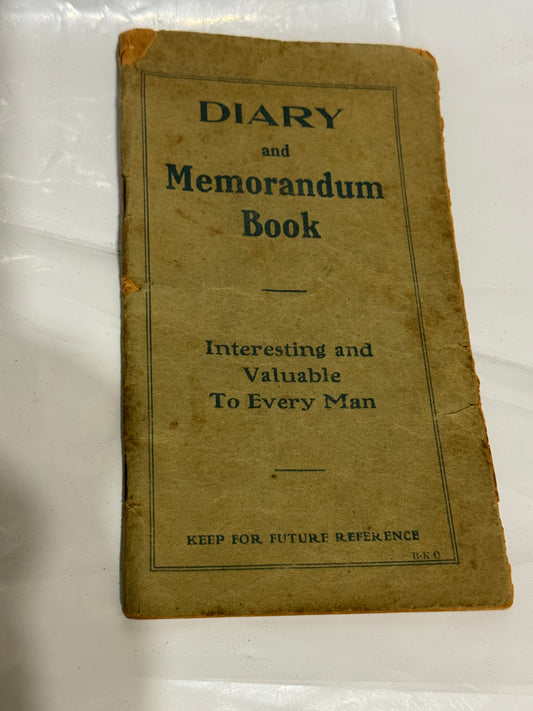 DIARY
and
Memorandum
Book
Interesting and
Valuable
To Every Man
KEEP FOR FUTURE REFERENCE